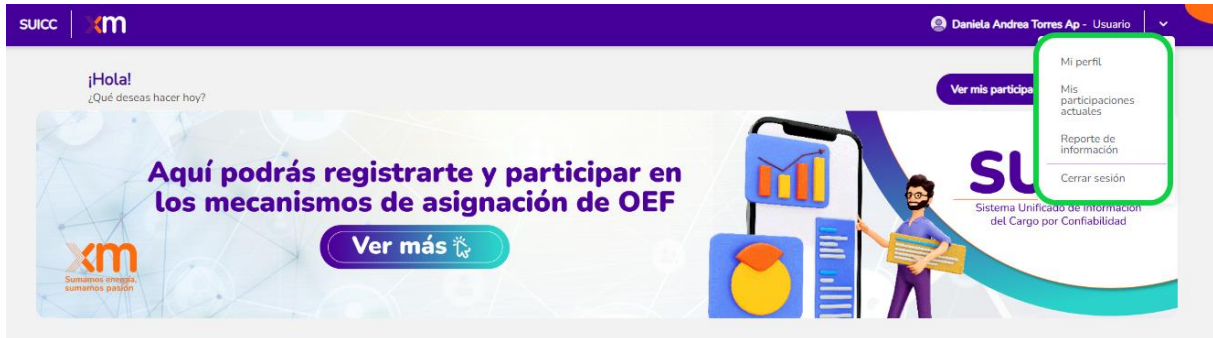 SUICC
xm
Daniela Andrea Torres Ap - Usuario
Mi perfil
Mis
participaciones
actuales
Reporte de
información
Cerrar sesión
¡Hola!
¿Qué deseas hacer hoy?
Ver mis participa
Aquí podrás registrarte y participar en
los mecanismos de asignación de OEF
Ver más
xm
Sumamos energía,
sumamos pasión
SU
Sistema Unificado de Información
del Cargo por Confiabilidad